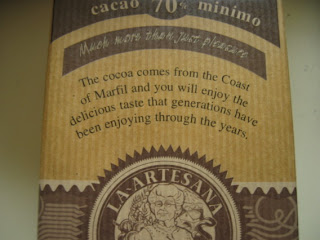 cacao 70% mínimo
Much more than just pleasure
The cocoa comes from the Coast
of Marfil and you will enjoy the
delicious taste that generations have
been enjoying through the years.
LA·ARTESANA